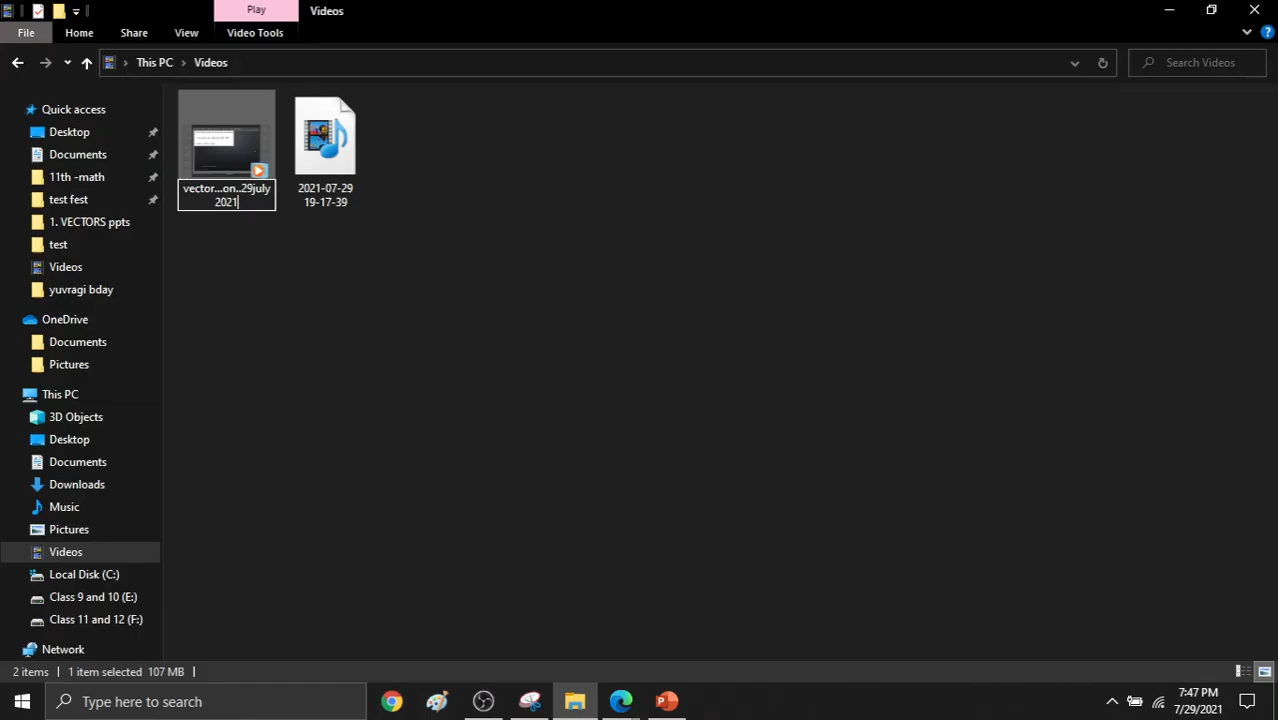 Play
Videos
File
Home
Share
View
Video Tools
This PC
Videos
Search Videos
Quick access
Desktop
Documents
11th -math
test fest
1. VECTORS ppts
test
Videos
yuvragi bday
OneDrive
Documents
Pictures
This PC
3D Objects
Desktop
Documents
Downloads
Music
Pictures
Videos
Local Disk (C:)
Class 9 and 10 (E:)
Class 11 and 12 (F:)
Network
vector...on..29july
2021
2021-07-29
19-17-39
2 items
1 item selected 107 MB
Type here to search
7:47 PM
7/29/2021